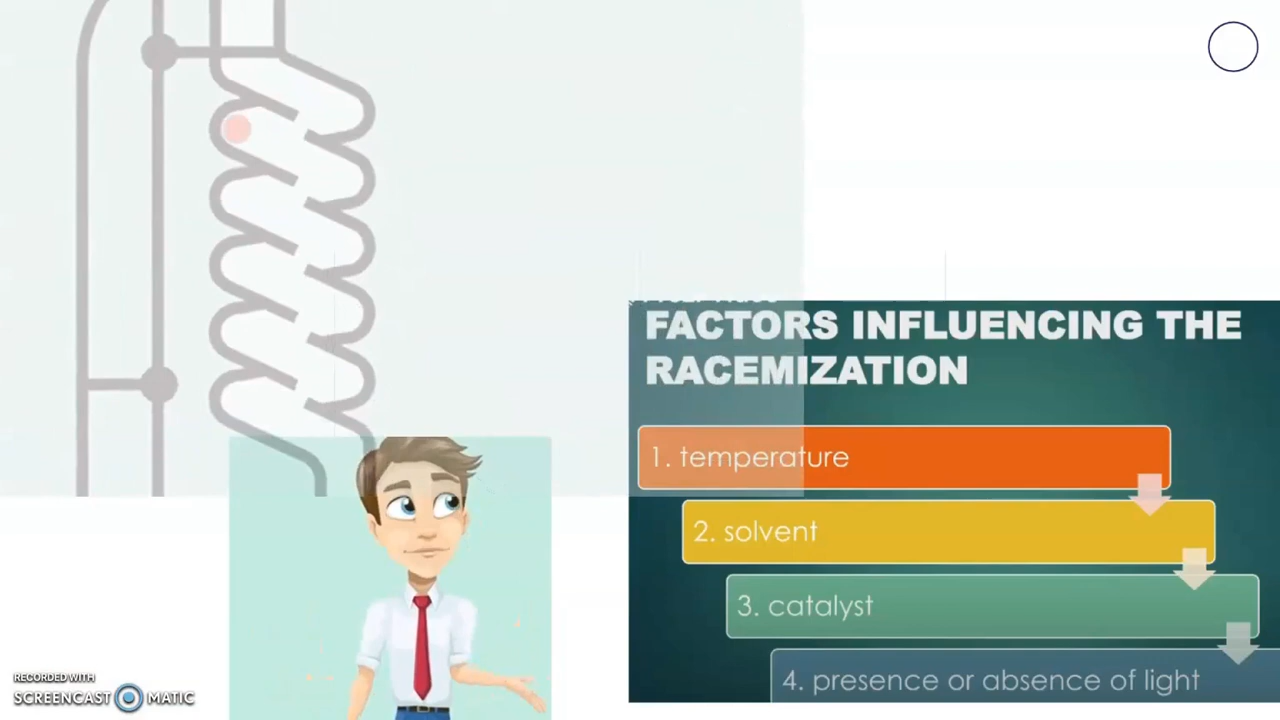 FACTORS INFLUENCING THE
RACEMIZATION
1. temperature
2. solvent
3. catalyst
4. presence or absence of light
RECORDED WITH
SCREENCAST MATIC